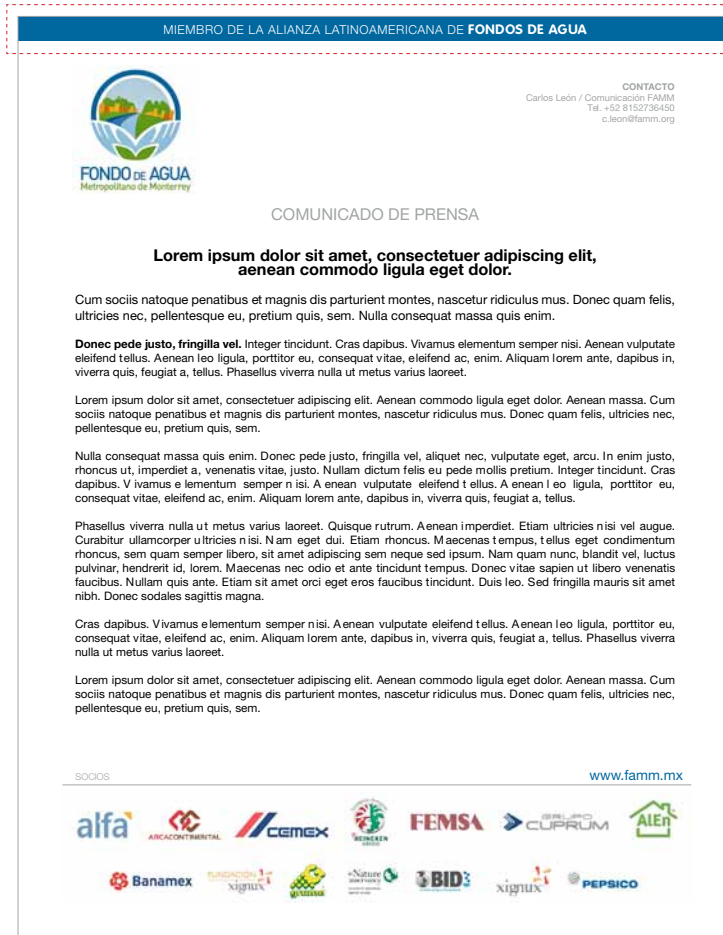 MIEMBRO DE LA ALIANZA LATINOAMERICANA DE FONDOS DE AGUA
CONTACTO
Carlos León / Comunicación FAMM
Tel. +52 8152736450
c.leon@famm.org
FONDO DE AGUA
Metropolitano de Monterrey
COMUNICADO DE PRENSA
Lorem ipsum dolor sit amet, consectetuer adipiscing elit,
aenean commodo ligula eget dolor.
Cum sociis natoque penatibus et magnis dis parturient montes, nascetur ridiculus mus. Donec quam felis,
ultricies nec, pellentesque eu, pretium quis, sem. Nulla consequat massa quis enim.
Donec pede justo, fringilla vel. Integer tincidunt. Cras dapibus. Vivamus elementum semper nisi. Aenean vulputate
eleifend tellus. Aenean leo ligula, porttitor eu, consequat vitae, eleifend ac, enim. Aliquam lorem ante, dapibus in,
viverra quis, feugiat a, tellus. Phasellus viverra nulla ut metus varius laoreet.
Lorem ipsum dolor sit amet, consectetuer adipiscing elit. Aenean commodo ligula eget dolor. Aenean massa. Cum
sociis natoque penatibus et magnis dis parturient montes, nascetur ridiculus mus. Donec quam felis, ultricies nec,
pellentesque eu, pretium quis, sem.
Nulla consequat massa quis enim. Donec pede justo, fringilla vel, aliquet nec, vulputate eget, arcu. In enim justo,
rhoncus ut, imperdiet a, venenatis vitae, justo. Nullam dictum felis eu pede mollis pretium. Integer tincidunt. Cras
dapibus. V ivamus e lementum semper n isi. A enean vulputate eleifend t ellus. A enean l eo ligula, porttitor eu,
consequat vitae, eleifend ac, enim. Aliquam lorem ante, dapibus in, viverra quis, feugiat a, tellus.
Phasellus viverra nulla ut metus varius laoreet. Quisque rutrum. Aenean imperdiet. Etiam ultricies nisi vel augue.
Curabitur ullamcorper ultricies nisi. Nam eget dui. Etiam rhoncus. Maecenas tempus, tellus eget condimentum
rhoncus, sem quam semper libero, sit amet adipiscing sem neque sed ipsum. Nam quam nunc, blandit vel, luctus
pulvinar, hendrerit id, lorem. Maecenas nec odio et ante tincidunt tempus. Donec vitae sapien ut libero venenatis
faucibus. Nullam quis ante. Etiam sit amet orci eget eros faucibus tincidunt. Duis leo. Sed fringilla mauris sit amet
nibh. Donec sodales sagittis magna.
Cras dapibus. Vivamus elementum semper nisi. Aenean vulputate eleifend tellus. Aenean leo ligula, porttitor eu,
consequat vitae, eleifend ac, enim. Aliquam lorem ante, dapibus in, viverra quis, feugiat a, tellus. Phasellus viverra
nulla ut metus varius laoreet.
Lorem ipsum dolor sit amet, consectetuer adipiscing elit. Aenean commodo ligula eget dolor. Aenean massa. Cum
sociis natoque penatibus et magnis dis parturient montes, nascetur ridiculus mus. Donec quam felis, ultricies nec,
pellentesque eu, pretium quis, sem.
SOCIOS
www.famm.mx
alfa
ARCACONTINENTAL
CEMEX
HEINEKEN
FEMSA
GRUPO
CUPRUM
ALEn
Banamex
FUNDACIÓN
xignux
Nature
BID
xignux
PEPSICO